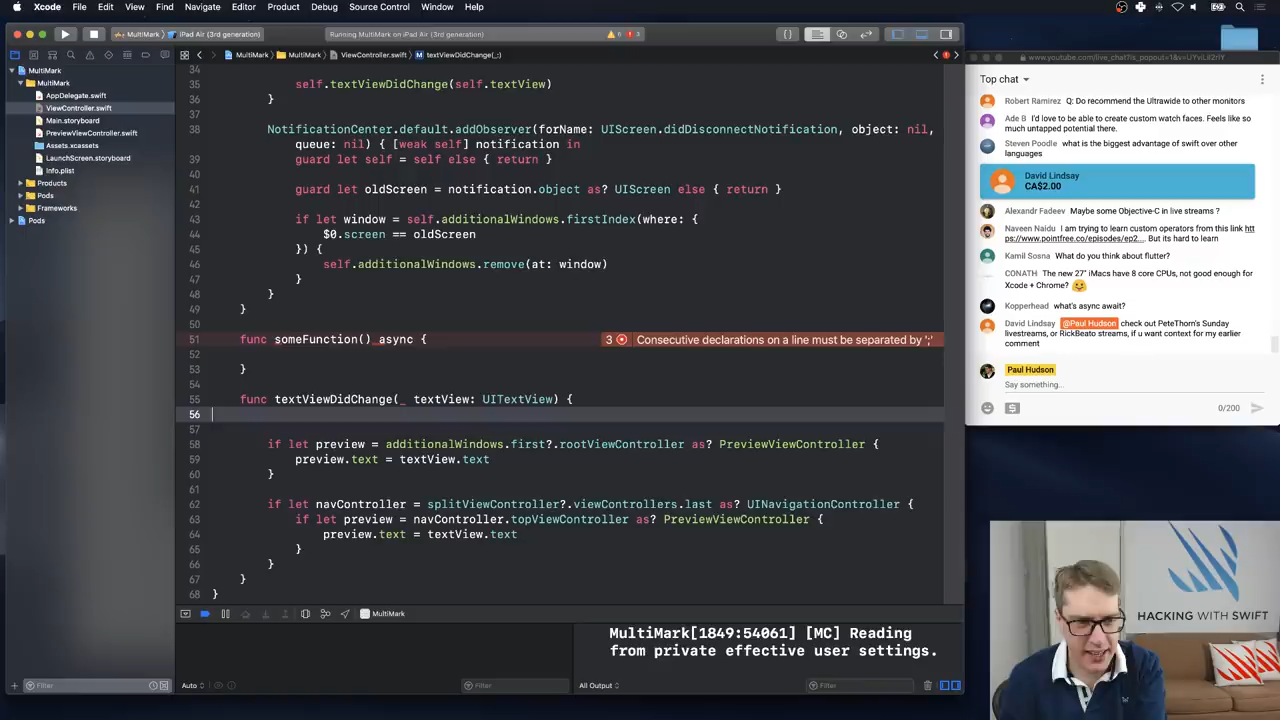 Xcode File Edit View Find Navigate Editor Product Debug Source Control Window Help
MultiMark iPad Air (3rd generation) Running MultiMark on iPad Air (3rd generation) 6 3
MultiMark MultiMark ViewController.swift textViewDidChange(_:)
MultiMark
MultiMark
AppDelegate.swift
ViewController.swift
Main.storyboard
PreviewViewController.swift
Assets.xcassets
LaunchScreen.storyboard
Info.plist
Products
Pods
Frameworks
Pods
34
35 self.textViewDidChange(self.textView)
36 }
37
38 NotificationCenter.default.addObserver(forName: UIScreen.didDisconnectNotification, object: nil,
queue: nil) { [weak self] notification in
39 guard let self = self else { return }
40
41 guard let oldScreen = notification.object as? UIScreen else { return }
42
43 if let window = self.additionalWindows.firstIndex(where: {
44 $0.screen == oldScreen
45 }) {
46 self.additionalWindows.remove(at: window)
47 }
48 }
49 }
50
51 func someFunction() async { 3 Consecutive declarations on a line must be separated by ';'
52
53 }
54
55 func textViewDidChange(_ textView: UITextView) {
56
57
58 if let preview = additionalWindows.first?.rootViewController as? PreviewViewController {
59 preview.text = textView.text
60 }
61
62 if let navController = splitViewController?.viewControllers.last as? UINavigationController {
63 if let preview = navController.topViewController as? PreviewViewController {
64 preview.text = textView.text
65 }
66 }
67 }
68 }
MultiMark
MultiMark[1849:54061] [MC] Reading
from private effective user settings.
Filter
Auto
Filter
All Output
Filter
Top chat
Robert Ramirez Q: Do recommend the Ultrawide to other monitors
Ade B I'd love to be able to create custom watch faces. Feels like so
much untapped potential there.
Steven Poodle what is the biggest advantage of swift over other
languages
David Lindsay
CA$2.00
Alexandr Fadeev Maybe some Objective-C in live streams ?
Naveen Naidu I am trying to learn custom operators from this link htt
ps://www.pointfree.co/episodes/ep2... But its hard to learn
Kamil Sosna What do you think about flutter?
CONATH The new 27" iMacs have 8 core CPUs, not good enough for
Xcode + Chrome?
Kopperhead what's async await?
David Lindsay @Paul Hudson check out PeteThorn's Sunday
livestreams, or RickBeato streams, if u want context for my earlier
comment
Paul Hudson
Say something...
0/200
HACKING WITH SWIFT